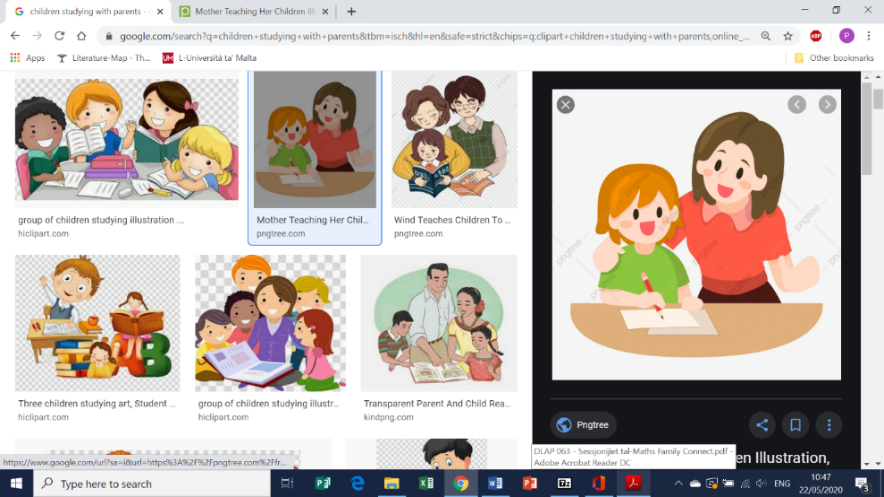 children studying with parents - G
Mother Teaching Her Children Ill
google.com/search?q=children+studying+with+parents&tbm=isch&hl=en&safe=strict&chips=q:clipart+children+studying+with+parents,online_...
ABP
P
Apps
Literature-Map - Th...
UM
L-Università ta' Malta
Other bookmarks
group of children studying illustration ...
hiclipart.com
Mother Teaching Her Chil...
pngtree.com
Wind Teaches Children To ...
pngtree.com
Three children studying art, Student ...
hiclipart.com
group of children studying illustr...
hiclipart.com
Transparent Parent And Child Rea...
kindpng.com
pngtree
Pngtree
DLAP 063 - Sessjonijiet tal-Maths Family Connect.pdf -
Adobe Acrobat Reader DC
en Illustration,
https://www.google.com/url?sa=i&url=https%3A%2F%2Fpngtree.com%2Ffr...
Type here to search
ENG
10:47
22/05/2020
3